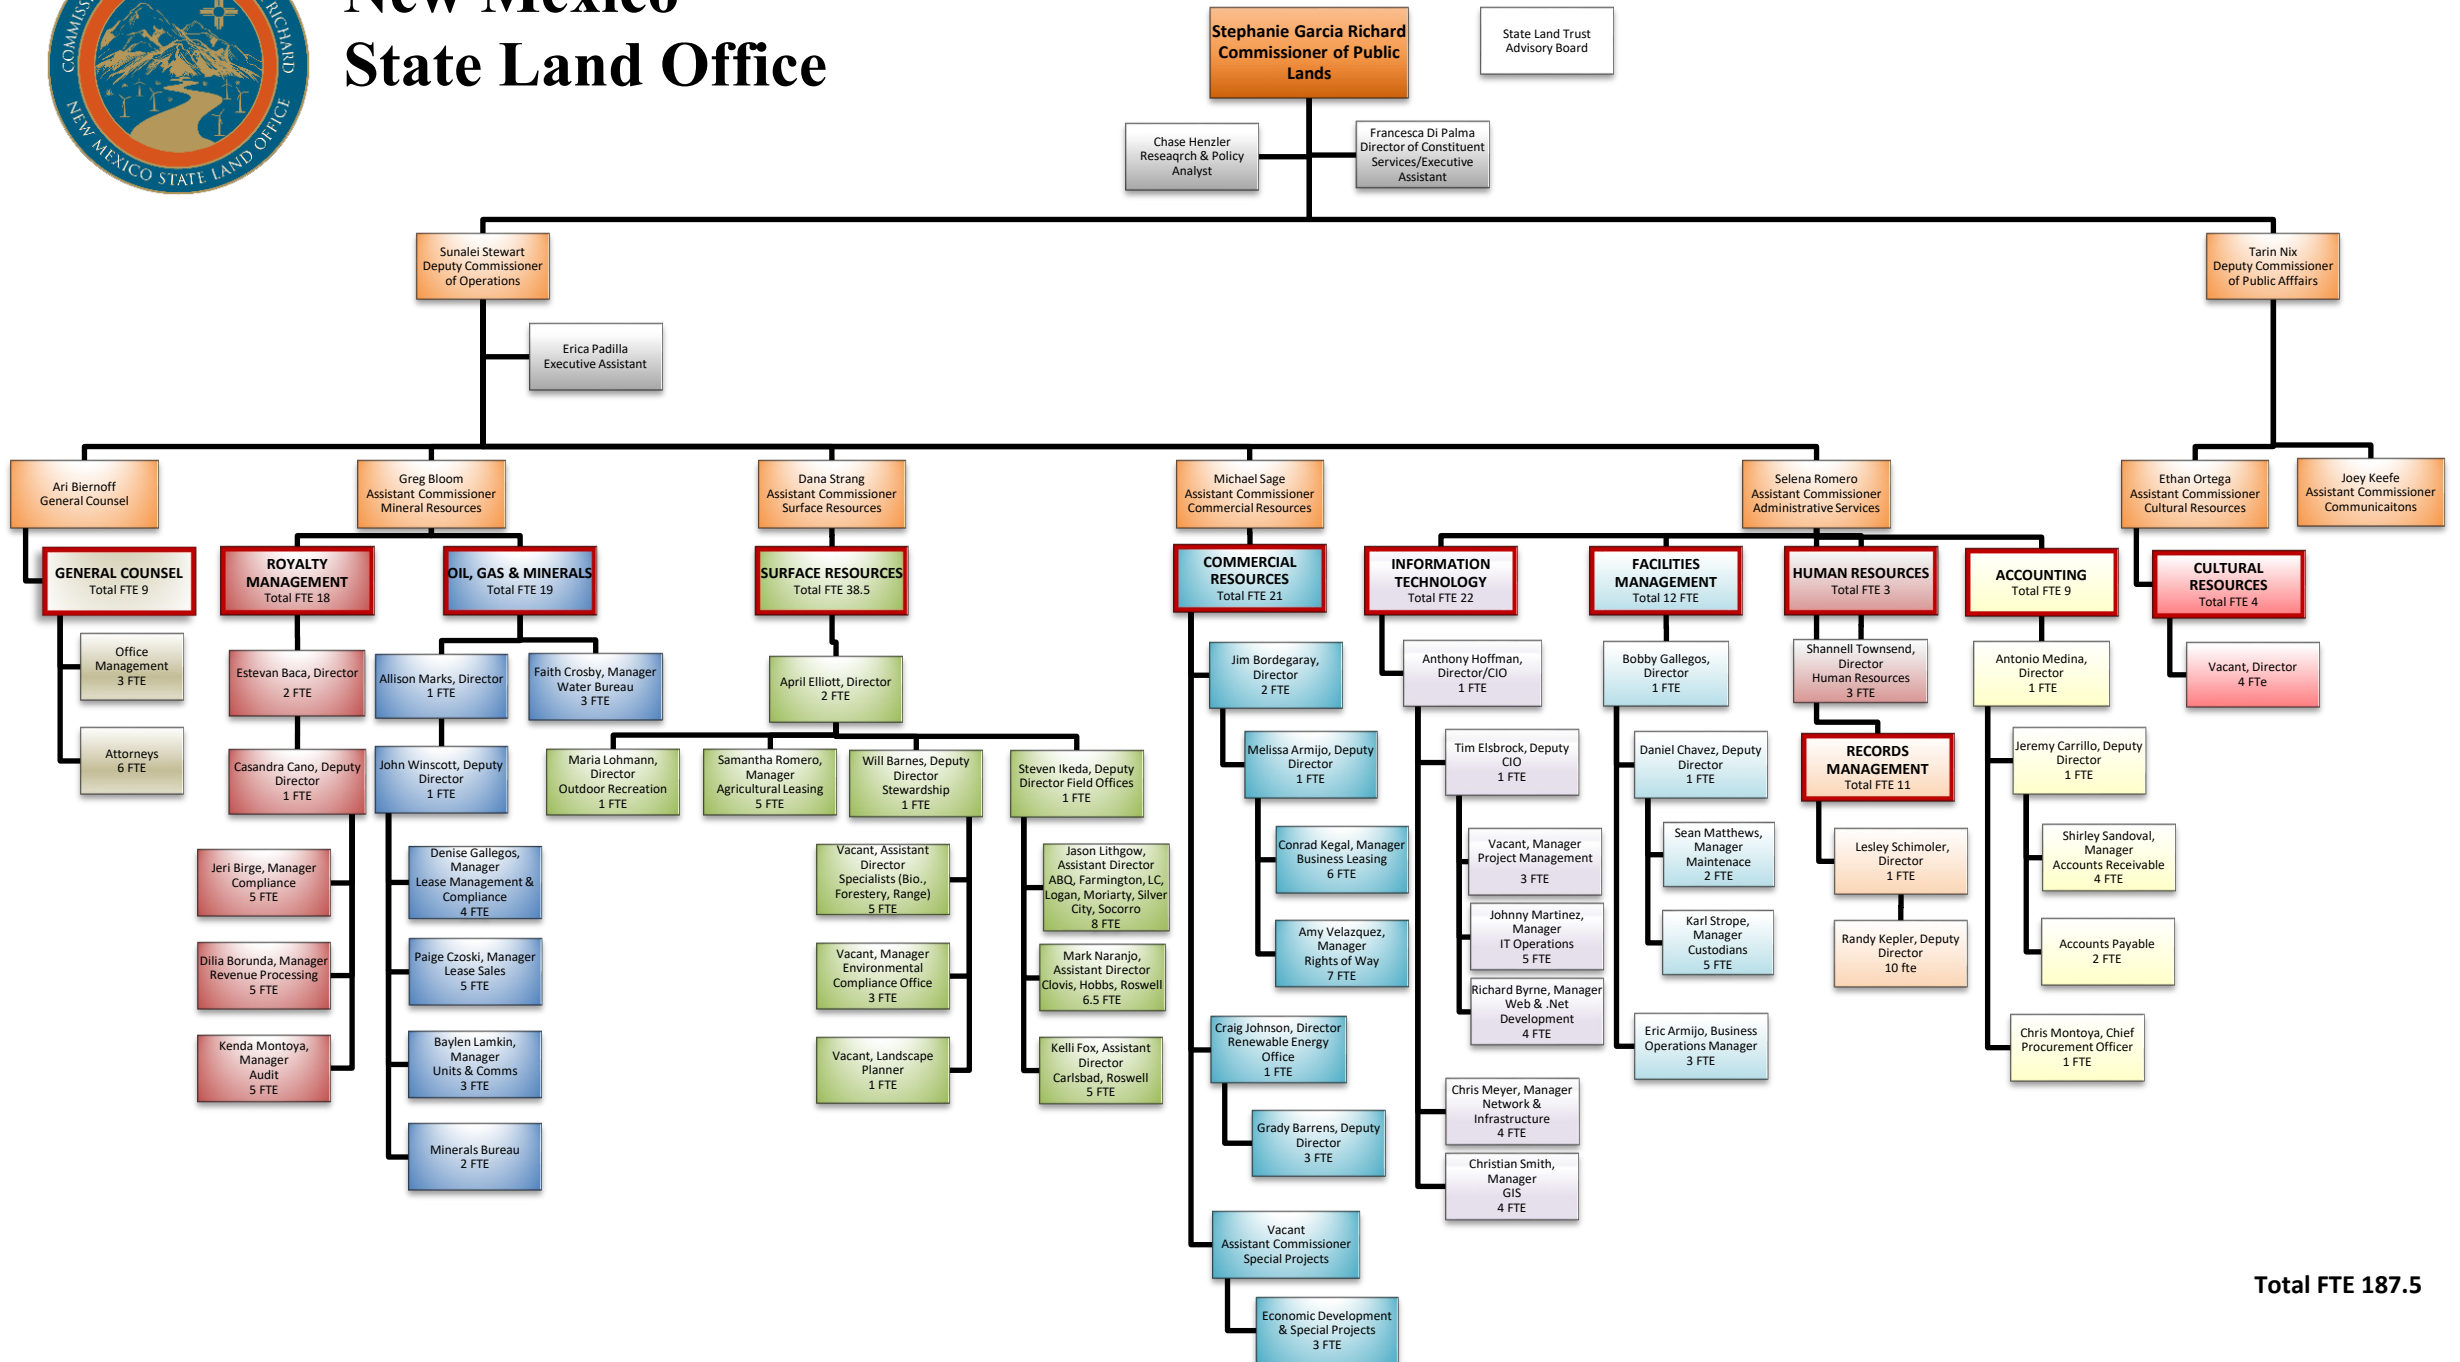 COMMISS
RICHARD
NEW MEXICO STATE LAND OFFICE
New Mexico
State Land Office
Stephanie Garcia Richard
Commissioner of Public
Lands
State Land Trust
Advisory Board
Chase Henzler
Reseaqrch & Policy
Analyst
Francesca Di Palma
Director of Constituent
Services/Executive
Assistant
Sunalei Stewart
Deputy Commissioner
of Operations
Tarin Nix
Deputy Commissioner
of Public Afffairs
Erica Padilla
Executive Assistant
Ari Biernoff
General Counsel
Greg Bloom
Assistant Commissioner
Mineral Resources
Dana Strang
Assistant Commissioner
Surface Resources
Michael Sage
Assistant Commissioner
Commercial Resources
Selena Romero
Assistant Commissioner
Administrative Services
Ethan Ortega
Assistant Commissioner
Cultural Resources
Joey Keefe
Assistant Commissioner
Communicaitons
GENERAL COUNSEL
Total FTE 9
ROYALTY
MANAGEMENT
Total FTE 18
OIL, GAS & MINERALS
Total FTE 19
SURFACE RESOURCES
Total FTE 38.5
COMMERCIAL
RESOURCES
Total FTE 21
INFORMATION
TECHNOLOGY
Total FTE 22
FACILITIES
MANAGEMENT
Total 12 FTE
HUMAN RESOURCES
Total FTE 3
ACCOUNTING
Total FTE 9
CULTURAL
RESOURCES
Total FTE 4
Office
Management
3 FTE
Attorneys
6 FTE
Estevan Baca, Director
2 FTE
Casandra Cano, Deputy
Director
1 FTE
Jeri Birge, Manager
Compliance
5 FTE
Dilia Borunda, Manager
Revenue Processing
5 FTE
Kenda Montoya,
Manager
Audit
5 FTE
Allison Marks, Director
1 FTE
Faith Crosby, Manager
Water Bureau
3 FTE
John Winscott, Deputy
Director
1 FTE
Denise Gallegos,
Manager
Lease Management &
Compliance
4 FTE
Paige Czoski, Manager
Lease Sales
5 FTE
Baylen Lamkin,
Manager
Units & Comms
3 FTE
Minerals Bureau
2 FTE
April Elliott, Director
2 FTE
Maria Lohmann,
Director
Outdoor Recreation
1 FTE
Samantha Romero,
Manager
Agricultural Leasing
5 FTE
Will Barnes, Deputy
Director
Stewardship
1 FTE
Steven Ikeda, Deputy
Director Field Offices
1 FTE
Vacant, Assistant
Director
Specialists (Bio.,
Forestery, Range)
5 FTE
Vacant, Manager
Environmental
Compliance Office
3 FTE
Vacant, Landscape
Planner
1 FTE
Jason Lithgow,
Assistant Director
ABQ, Farmington, LC,
Logan, Moriarty, Silver
City, Socorro
8 FTE
Mark Naranjo,
Assistant Director
Clovis, Hobbs, Roswell
6.5 FTE
Kelli Fox, Assistant
Director
Carlsbad, Roswell
5 FTE
Jim Bordegaray,
Director
2 FTE
Melissa Armijo, Deputy
Director
1 FTE
Conrad Kegal, Manager
Business Leasing
6 FTE
Amy Velazquez,
Manager
Rights of Way
7 FTE
Craig Johnson, Director
Renewable Energy
Office
1 FTE
Grady Barrens, Deputy
Director
3 FTE
Vacant
Assistant Commissioner
Special Projects
Economic Development
& Special Projects
3 FTE
Anthony Hoffman,
Director/CIO
1 FTE
Tim Elsbrock, Deputy
CIO
1 FTE
Vacant, Manager
Project Management
3 FTE
Johnny Martinez,
Manager
IT Operations
5 FTE
Richard Byrne, Manager
Web & .Net
Development
4 FTE
Chris Meyer, Manager
Network &
Infrastructure
4 FTE
Christian Smith,
Manager
GIS
4 FTE
Bobby Gallegos,
Director
1 FTE
Daniel Chavez, Deputy
Director
1 FTE
Sean Matthews,
Manager
Maintenace
2 FTE
Karl Strope,
Manager
Custodians
5 FTE
Eric Armijo, Business
Operations Manager
3 FTE
Shannell Townsend,
Director
Human Resources
3 FTE
RECORDS
MANAGEMENT
Total FTE 11
Lesley Schimoler,
Director
1 FTE
Randy Kepler, Deputy
Director
10 fte
Antonio Medina,
Director
1 FTE
Jeremy Carrillo, Deputy
Director
1 FTE
Shirley Sandoval,
Manager
Accounts Receivable
4 FTE
Accounts Payable
2 FTE
Chris Montoya, Chief
Procurement Officer
1 FTE
Vacant, Director
4 FTe
Total FTE 187.5